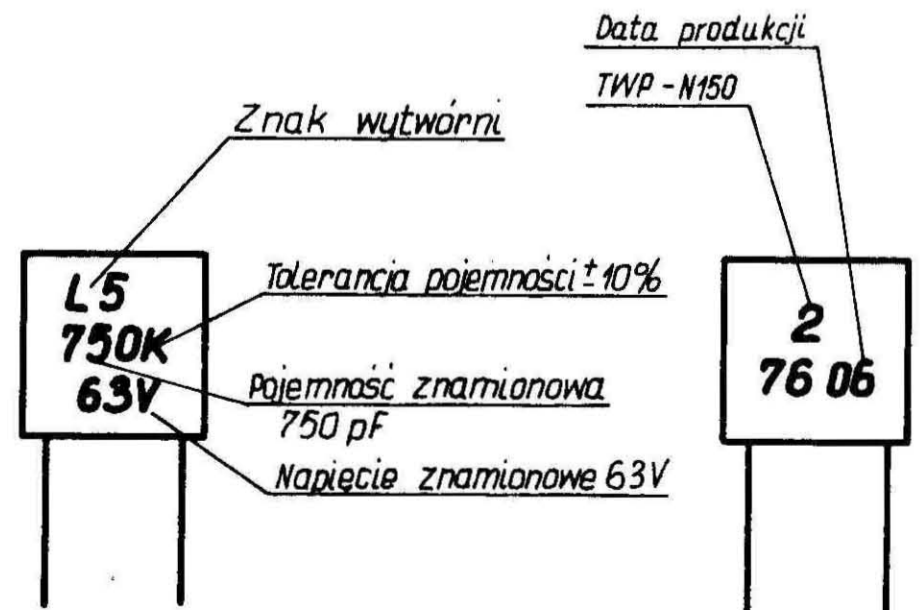 Data produkcji
TWP - N150
Znak wytwórni
L5
750K
63V
Tolerancja pojemności ± 10%
Pojemność znamionowa
750 pF
Napięcie znamionowe 63V
2
76 06